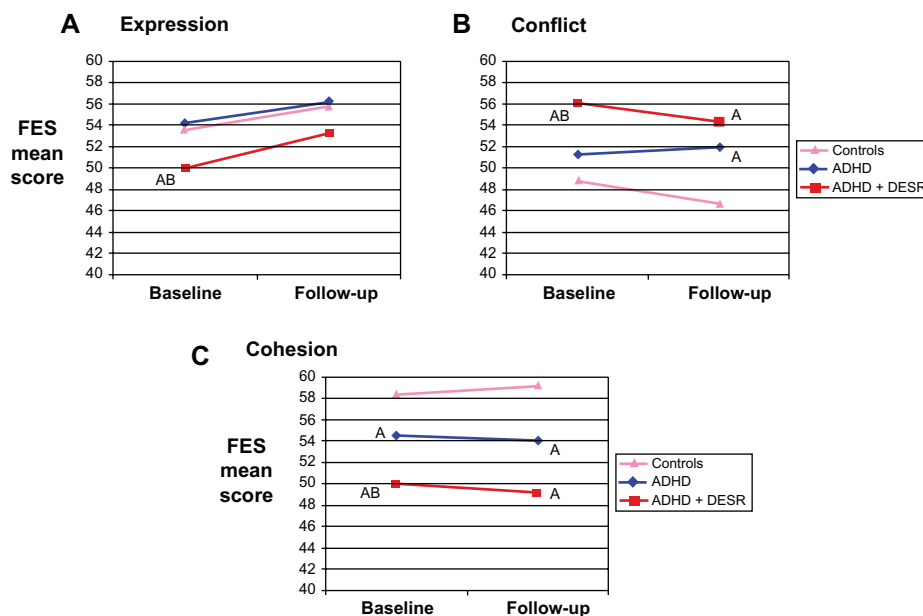 A Expression
60
58
56
54
52
50
48
46
44
42
40
FES
mean
score
AB
Baseline Follow-up
B Conflict
60
58
56
54
52
50
48
46
44
42
40
AB
A
A
Baseline Follow-up
Controls
ADHD
ADHD + DESR
C Cohesion
60
58
56
54
52
50
48
46
44
42
40
FES
mean
score
A
A
AB
A
Baseline Follow-up
Controls
ADHD
ADHD + DESR